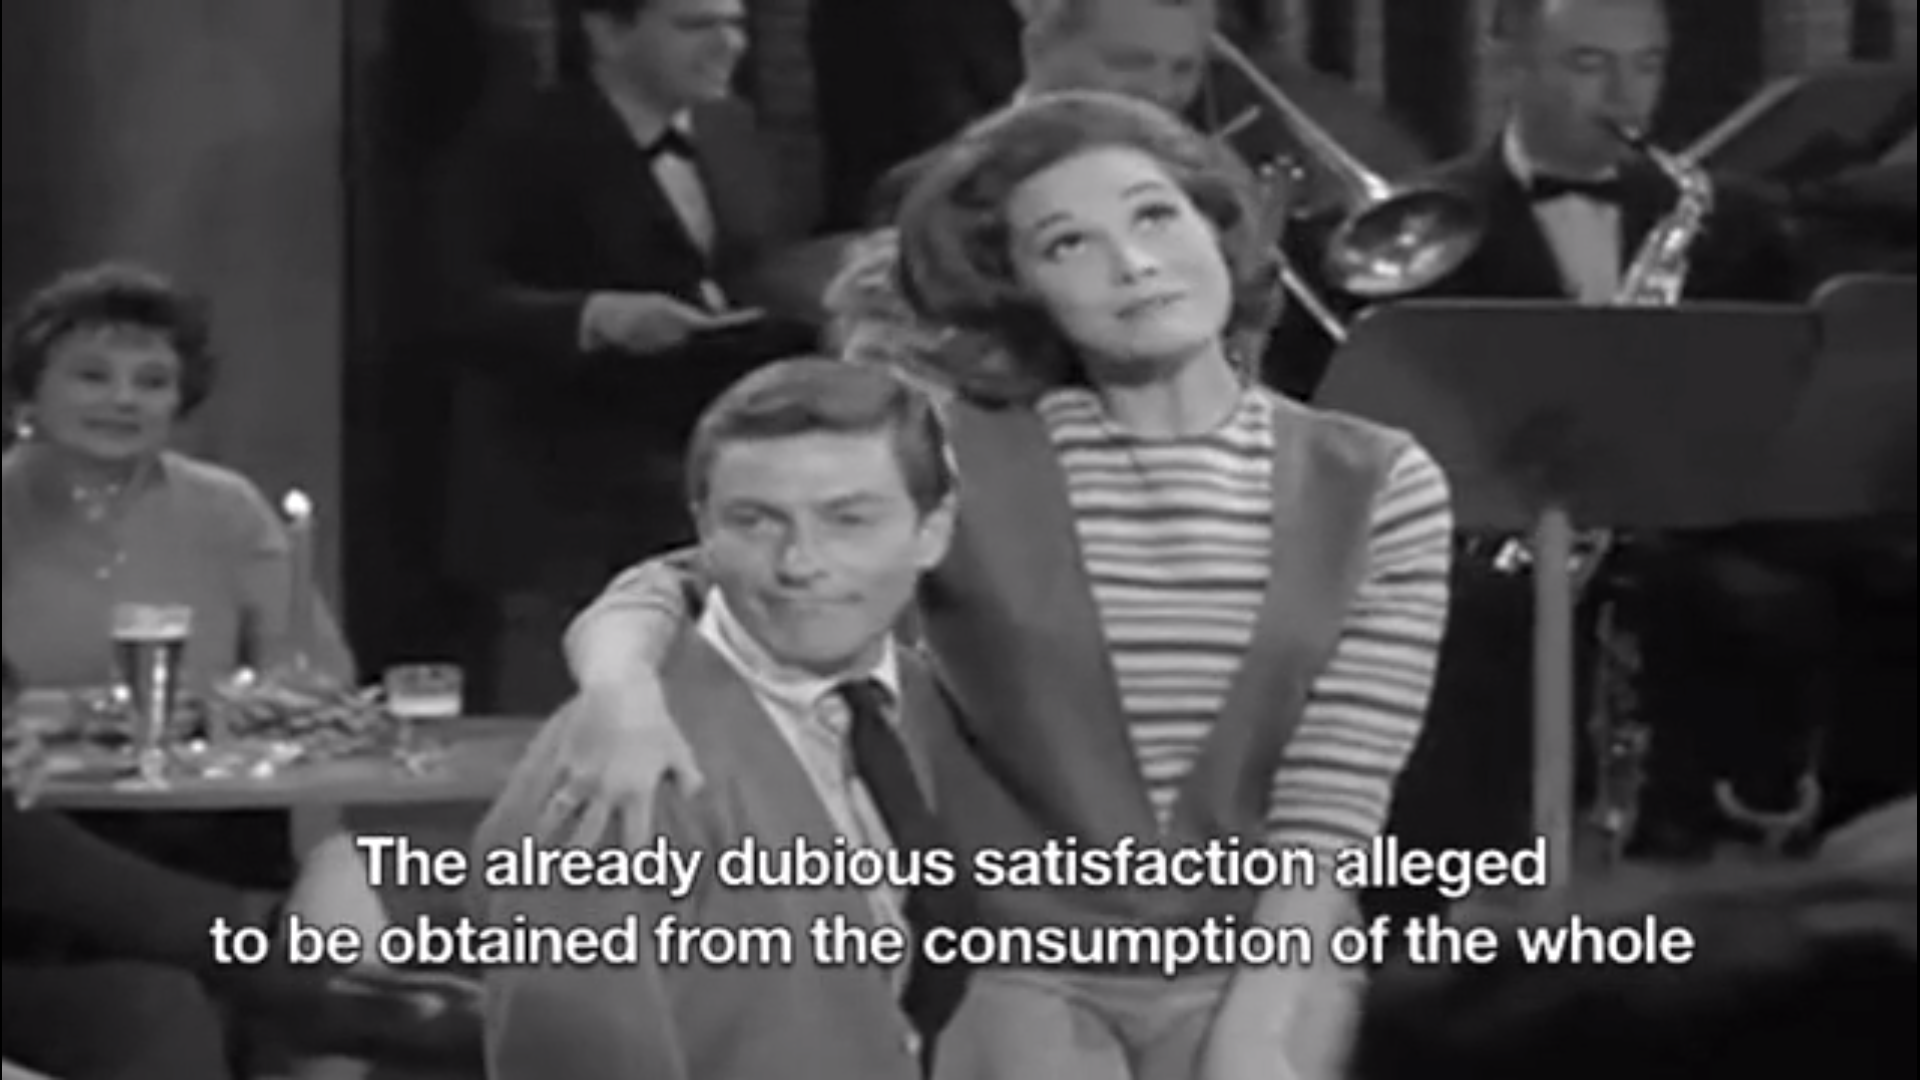 The already dubious satisfaction alleged
to be obtained from the consumption of the whole